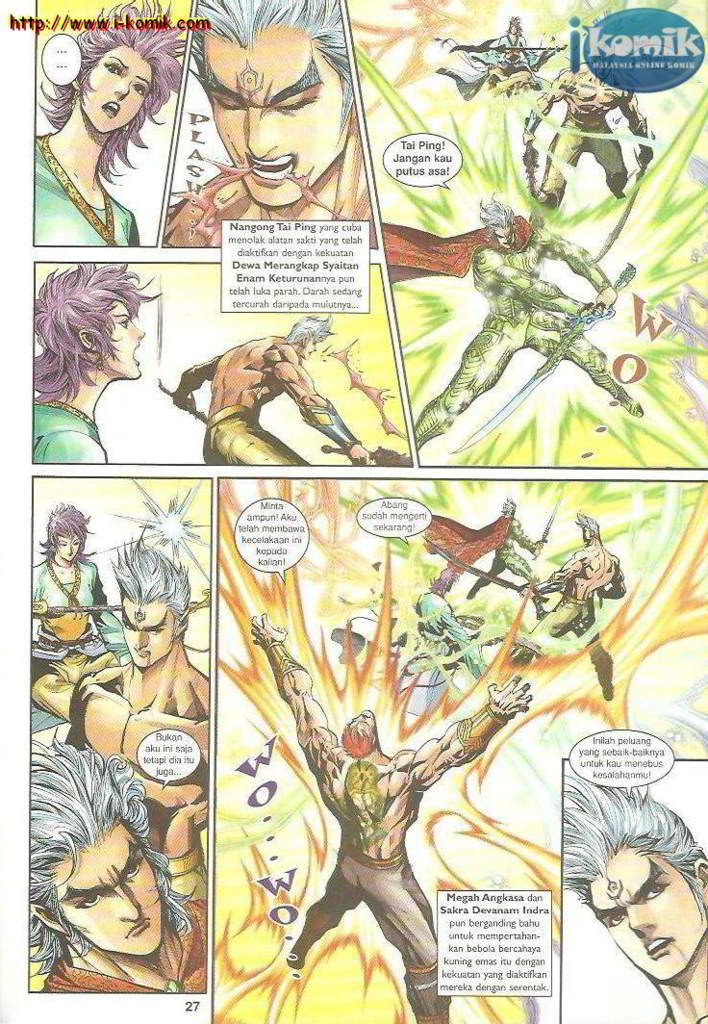 http://www.i-komik.com
ikomik
MALAYSIA ONLINE KOMIK
...
...
PLASH
Tai Ping!
Jangan kau
putus asa!
Nangong Tai Ping yang cuba
menolak alatan sakti yang telah
diaktifkan dengan kekuatan
Dewa Merangkap Syaitan
Enam Keturunannya pun
telah luka parah. Darah sedang
tercurah daripada mulutnya...
WO...
Minta
ampun! Aku
telah membawa
kecelakaan ini
kepada
kalian!
Abang
sudah mengerti
sekarang!
Bukan
aku ini saja
tetapi dia itu
juga...
WO...WO...
Inilah peluang
yang sebaik-baiknya
untuk kau menebus
kesalahanmu!
Megah Angkasa dan
Sakra Devanam Indra
pun berganding bahu
untuk mempertahan-
kan bebola bercahaya
kuning emas itu dengan
kekuatan yang diaktifkan
mereka dengan serentak.
27